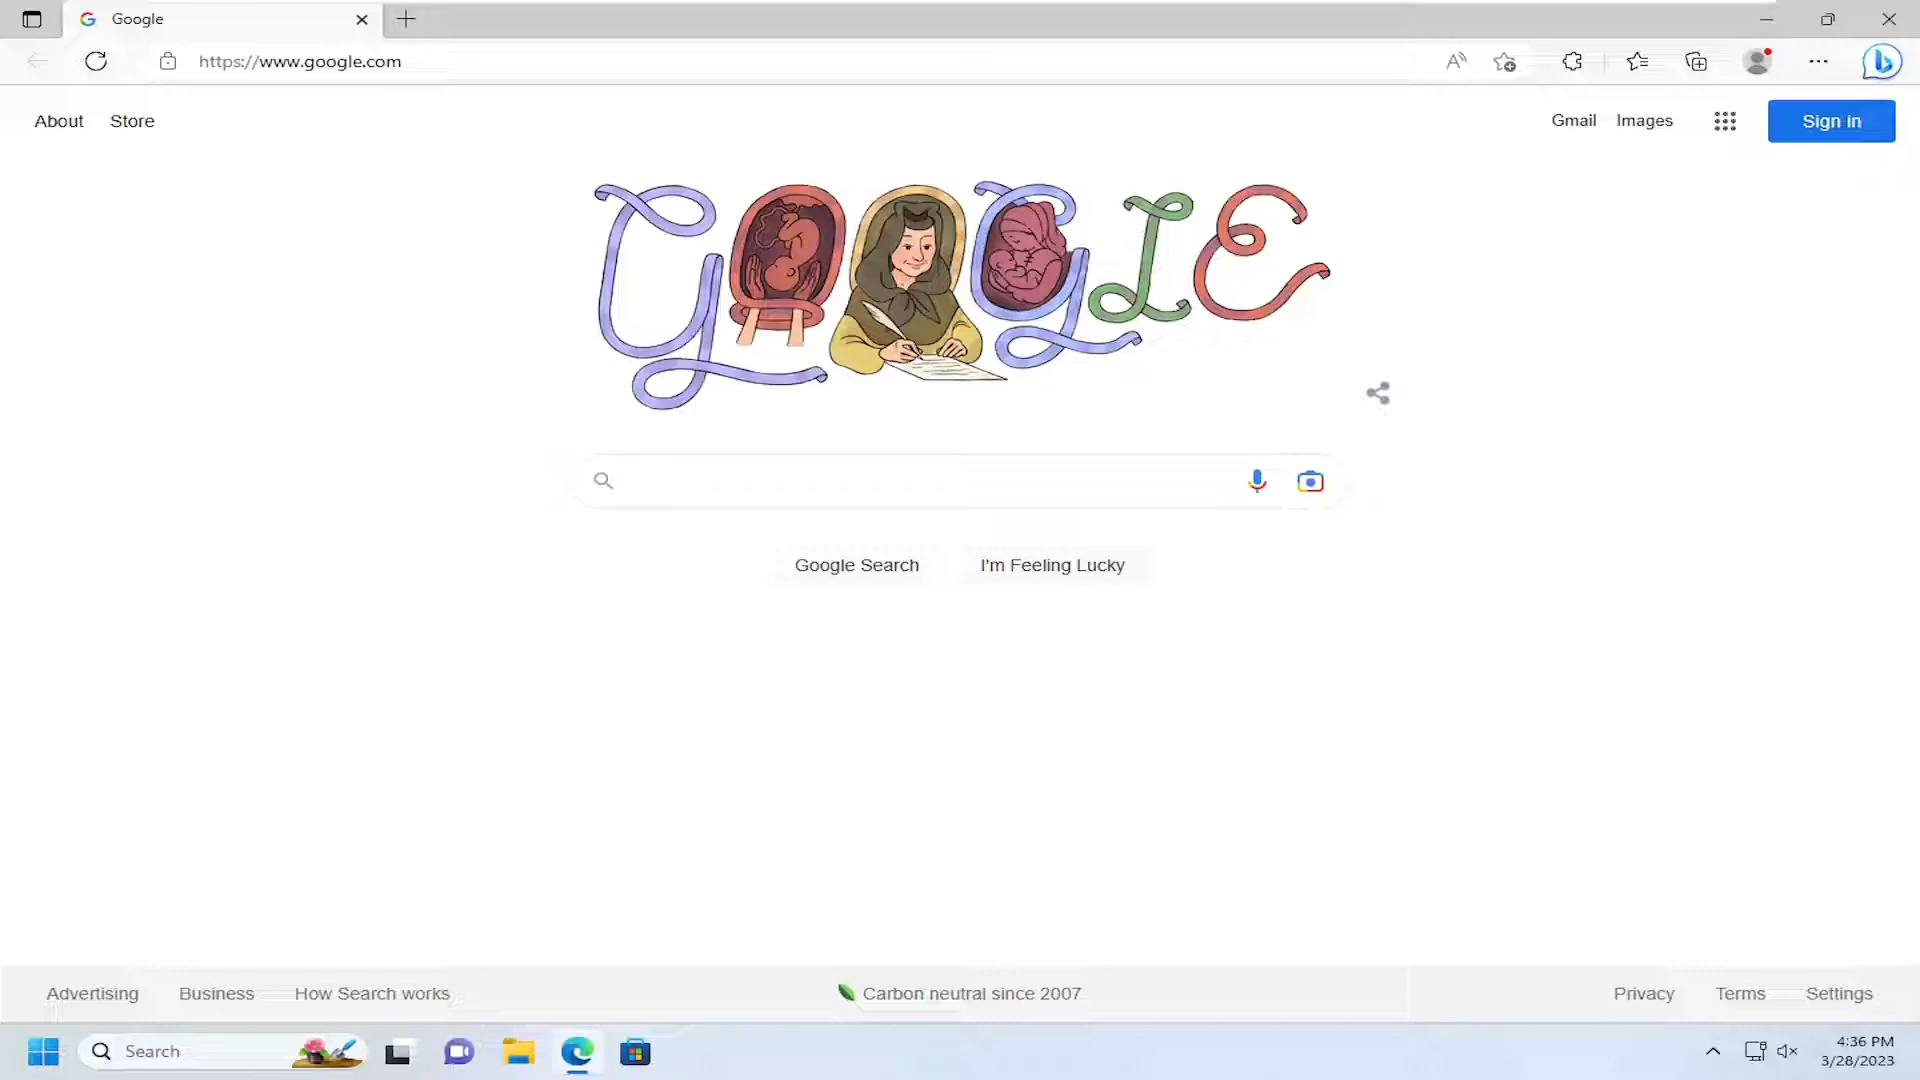 Google
https://www.google.com
About Store Gmail Images Sign in
GOOGLE
Google Search I'm Feeling Lucky
Advertising Business How Search works Carbon neutral since 2007 Privacy Terms Settings
Search 4:36 PM
3/28/2023